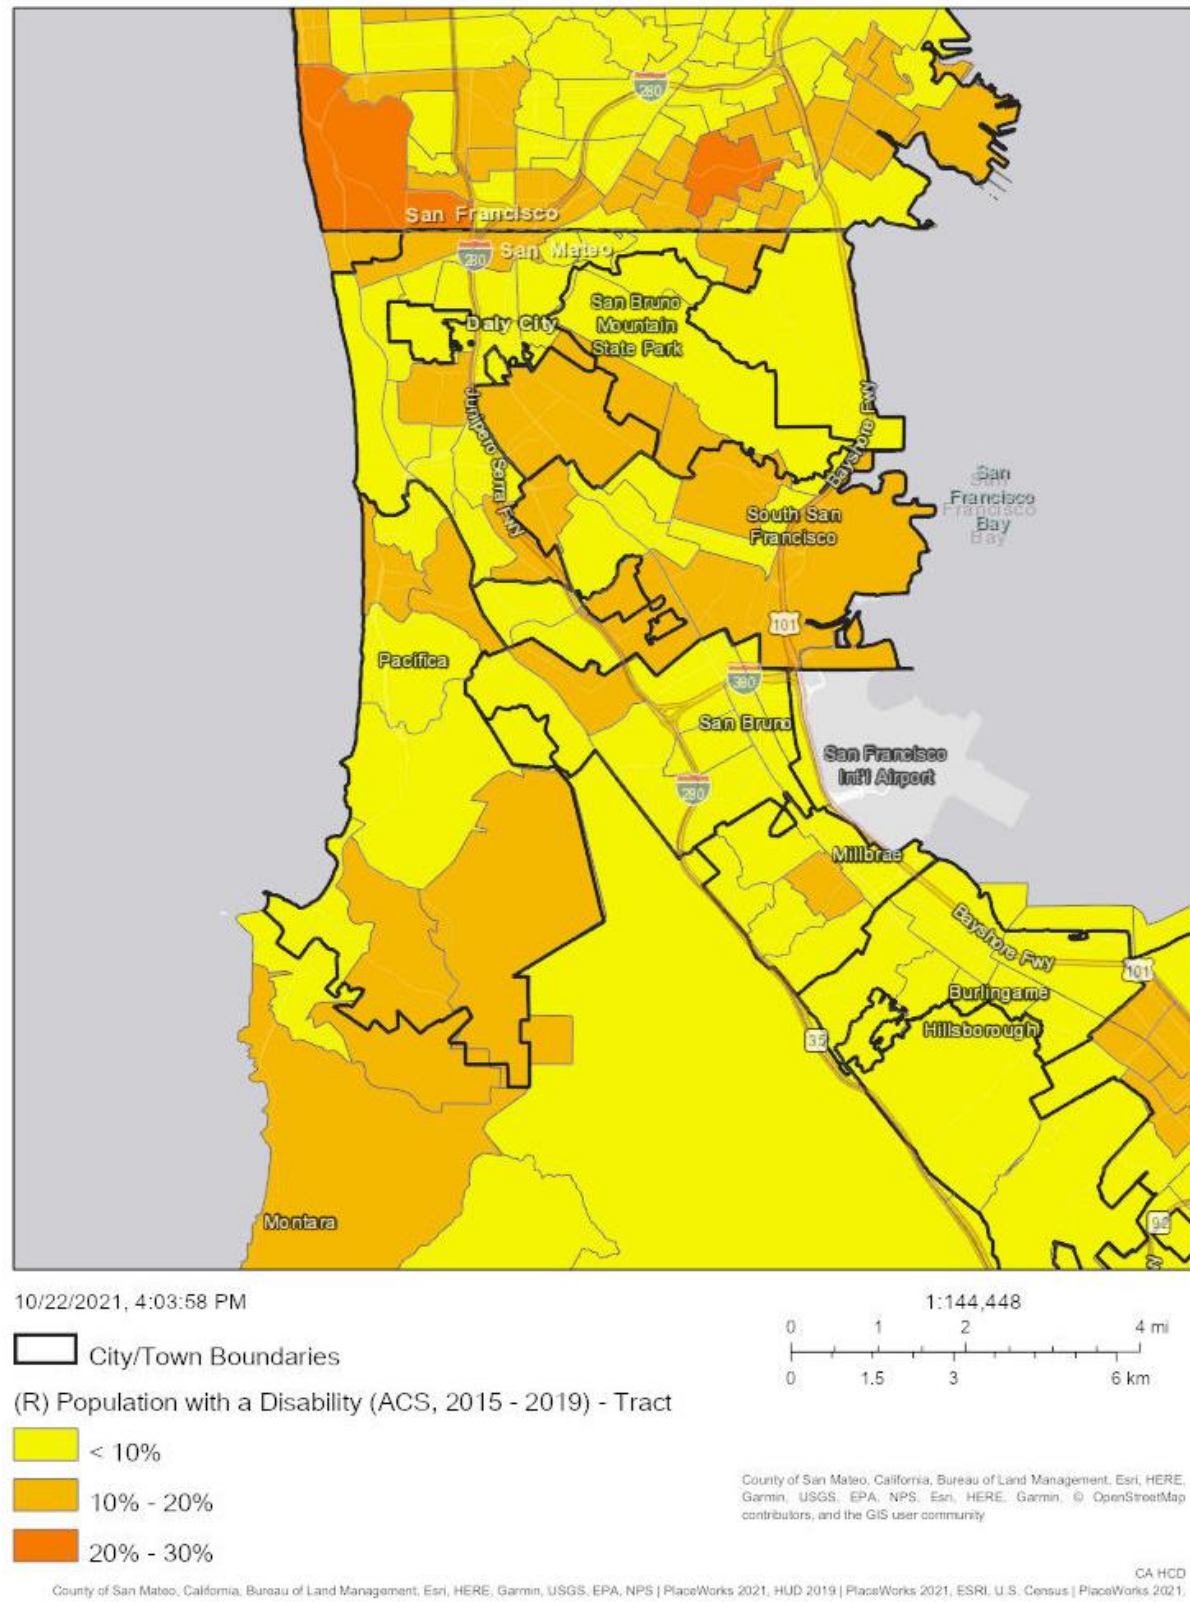 280
San Francisco
280
San Mateo
San Bruno
Mountain
State Park
Daly City
Junipero Serra Fwy
Bayshore Fwy
San
Francisco
Bay
San
Francisco
Bay
South San
Francisco
101
Pacifica
380
San Bruno
San Francisco
Int'l Airport
280
Millbrae
Bayshore Fwy
101
Burlingame
Hillsborough
35
Montara
92
10/22/2021, 4:03:58 PM
1:144,448
0 1 2 4 mi
0 1.5 3 6 km
City/Town Boundaries
(R) Population with a Disability (ACS, 2015 - 2019) - Tract
< 10%
10% - 20%
20% - 30%
County of San Mateo, California, Bureau of Land Management, Esri, HERE,
Garmin, USGS, EPA, NPS, Esri, HERE, Garmin, © OpenStreetMap
contributors, and the GIS user community
CA HCD
County of San Mateo, California, Bureau of Land Management, Esri, HERE, Garmin, USGS, EPA, NPS | PlaceWorks 2021, HUD 2019 | PlaceWorks 2021, ESRI, U.S. Census | PlaceWorks 2021,